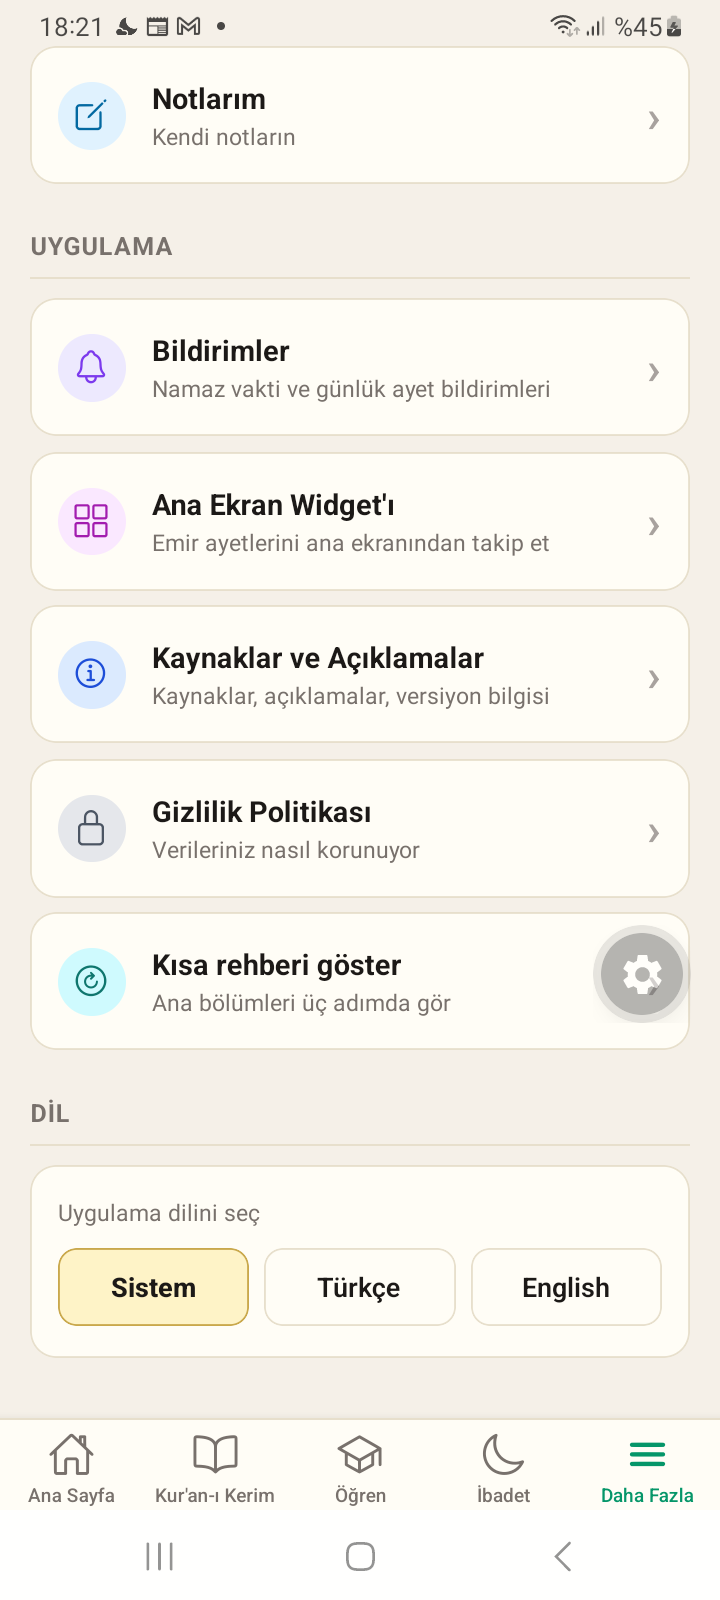 18:21
%45
Notlarım
Kendi notların
UYGULAMA
Bildirimler
Namaz vakti ve günlük ayet bildirimleri
Ana Ekran Widget'ı
Emir ayetlerini ana ekranından takip et
Kaynaklar ve Açıklamalar
Kaynaklar, açıklamalar, versiyon bilgisi
Gizlilik Politikası
Verileriniz nasıl korunuyor
Kısa rehberi göster
Ana bölümleri üç adımda gör
DİL
Uygulama dilini seç
Sistem Türkçe English
Ana Sayfa Kur'an-ı Kerim Öğren İbadet Daha Fazla